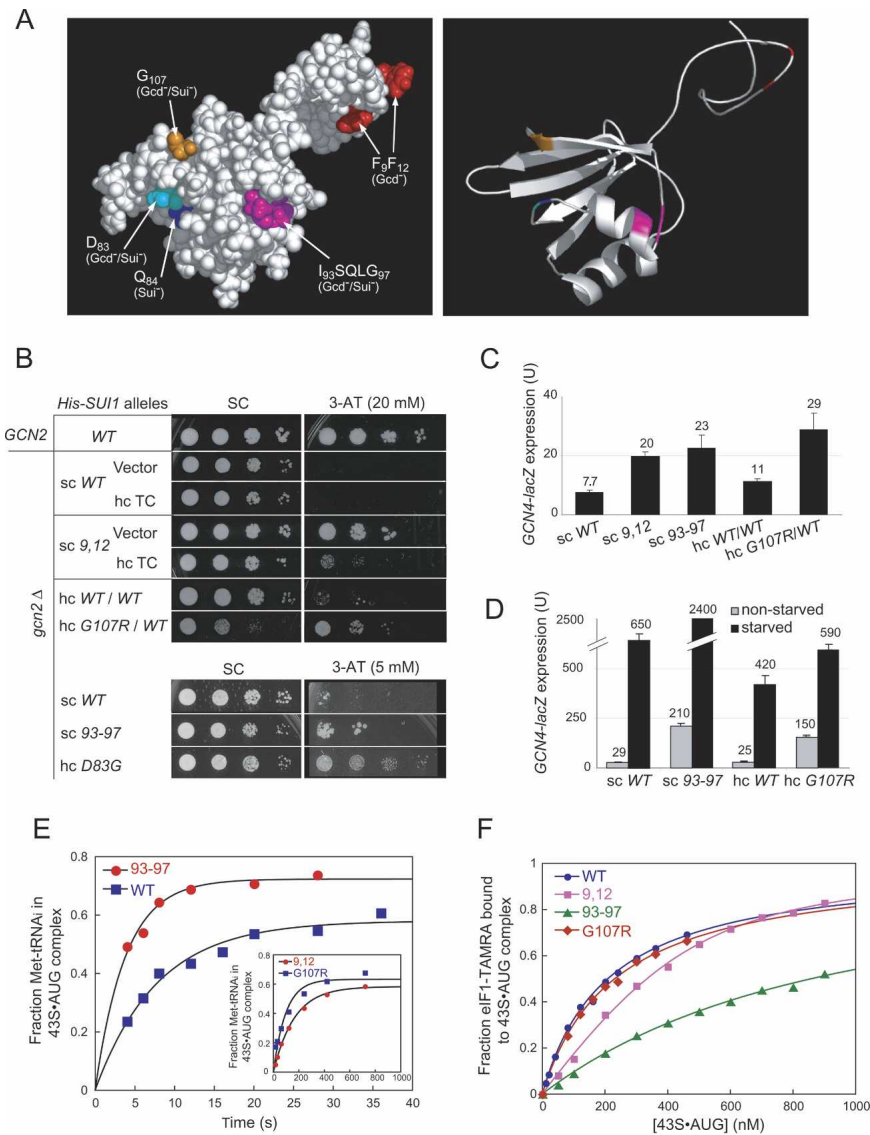 A
G107
(Gcd-/Sui-)
F9F12
(Gcd-)
D83
(Gcd-/Sui-)
Q84
(Sui-)
I93SQLG97
(Gcd-/Sui-)
B
His-SUI1 alleles
SC
3-AT (20 mM)
GCN2
WT
gcn2 Δ
sc WT
Vector
hc TC
sc 9,12
Vector
hc TC
hc WT / WT
hc G107R / WT
SC
3-AT (5 mM)
sc WT
sc 93-97
hc D83G
C
GCN4-lacZ expression (U)
40
20
0
7.7
20
23
11
29
sc WT
sc 9,12
sc 93-97
hc WT/WT
hc G107R/WT
D
GCN4-lacZ expression (U)
2500
500
250
0
non-starved
starved
29
650
210
2400
25
420
150
590
sc WT
sc 93-97
hc WT
hc G107R
E
Fraction Met-tRNAi in
43S•AUG complex
0.8
0.6
0.4
0.2
0
93-97
WT
0 5 10 15 20 25 30 35 40
Time (s)
Fraction Met-tRNAi in
43S•AUG complex
0.8
0.6
0.4
0.2
0
9,12
G107R
0 200 400 600 800 1000
F
Fraction eIF1-TAMRA bound
to 43S•AUG complex
1
0.8
0.6
0.4
0.2
0
WT
9,12
93-97
G107R
0 200 400 600 800 1000
[43S•AUG] (nM)